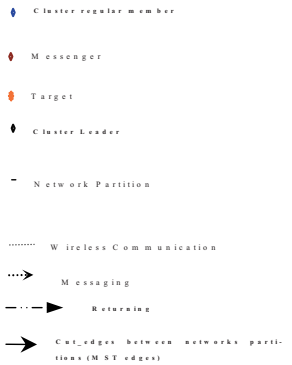 Cluster regular member
Messenger
Target
Cluster Leader
Network Partition
Wireless Communication
Messaging
Returning
Cut_edges between networks parti-
tions (MST edges)